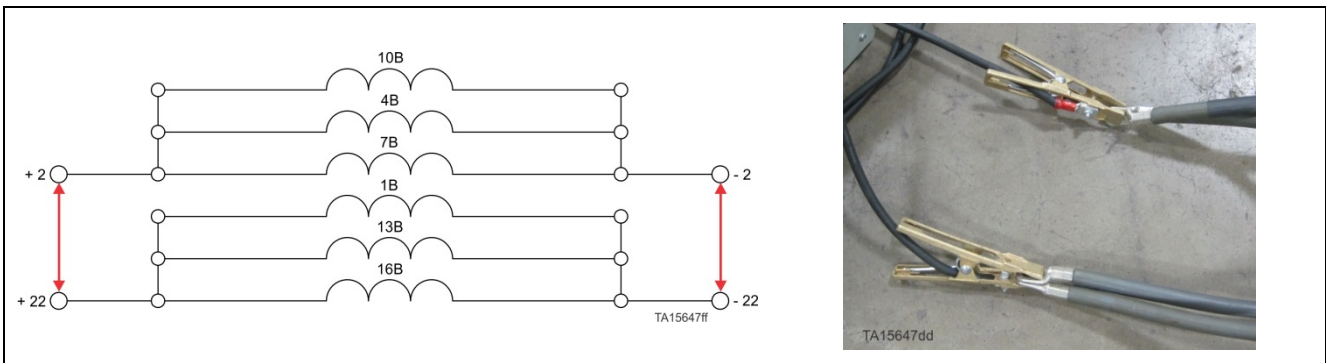 10B
4B
7B
+ 2
- 2
1B
13B
16B
+ 22
- 22
TA15647ff
TA15647dd